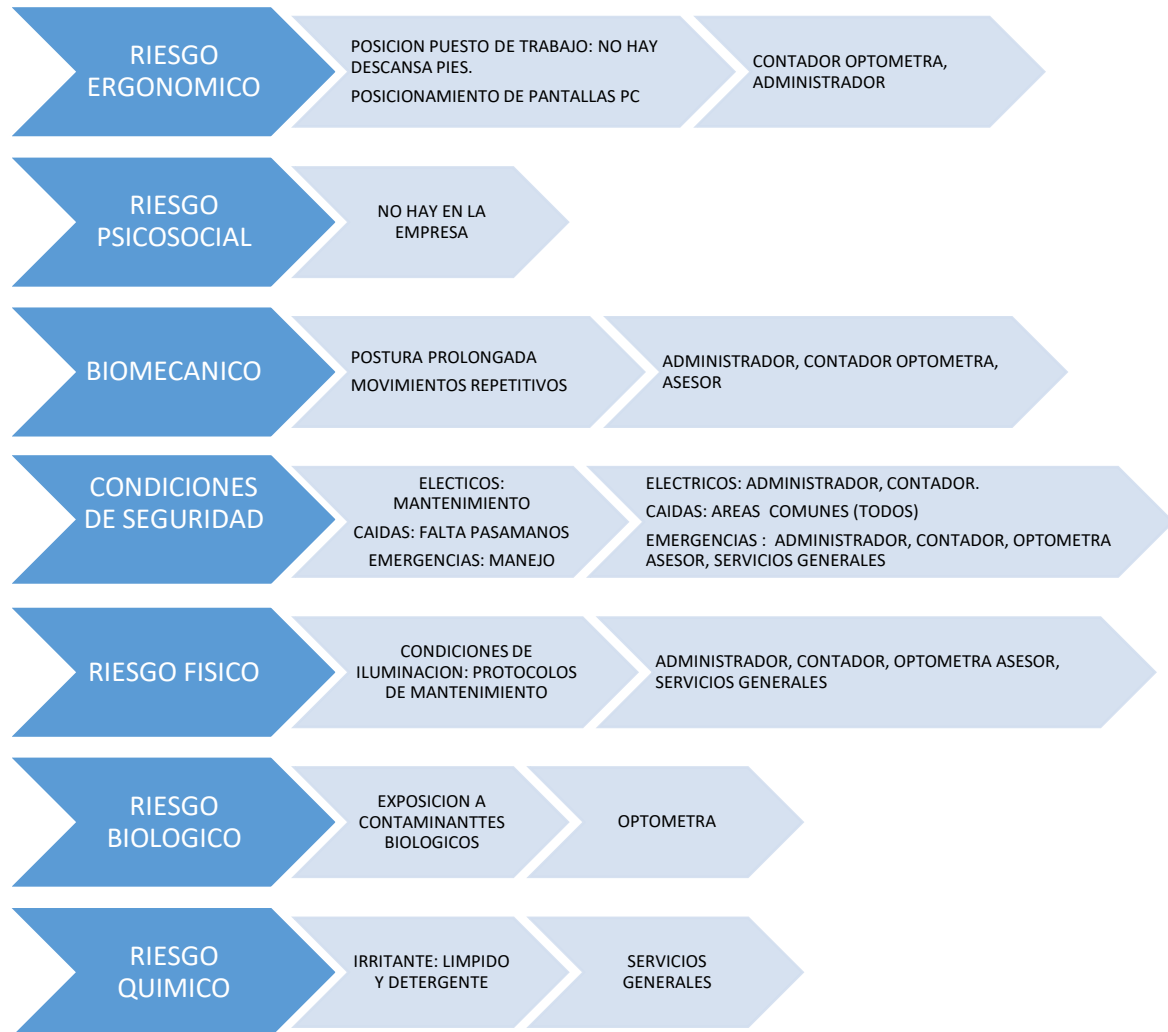 RIESGO
ERGONOMICO
POSICION PUESTO DE TRABAJO: NO HAY
DESCANSA PIES.
POSICIONAMIENTO DE PANTALLAS PC
CONTADOR OPTOMETRA,
ADMINISTRADOR
RIESGO
PSICOSOCIAL
NO HAY EN LA
EMPRESA
BIOMECANICO
POSTURA PROLONGADA
MOVIMIENTOS REPETITIVOS
ADMINISTRADOR, CONTADOR OPTOMETRA,
ASESOR
CONDICIONES
DE SEGURIDAD
ELECTICOS:
MANTENIMIENTO
CAIDAS: FALTA PASAMANOS
EMERGENCIAS: MANEJO
ELECTRICOS: ADMINISTRADOR, CONTADOR.
CAIDAS: AREAS COMUNES (TODOS)
EMERGENCIAS : ADMINISTRADOR, CONTADOR, OPTOMETRA
ASESOR, SERVICIOS GENERALES
RIESGO FISICO
CONDICIONES DE
ILUMINACION: PROTOCOLOS
DE MANTENIMIENTO
ADMINISTRADOR, CONTADOR, OPTOMETRA ASESOR,
SERVICIOS GENERALES
RIESGO
BIOLOGICO
EXPOSICION A
CONTAMINANTTES
BIOLOGICOS
OPTOMETRA
RIESGO
QUIMICO
IRRITANTE: LIMPIDO
Y DETERGENTE
SERVICIOS
GENERALES